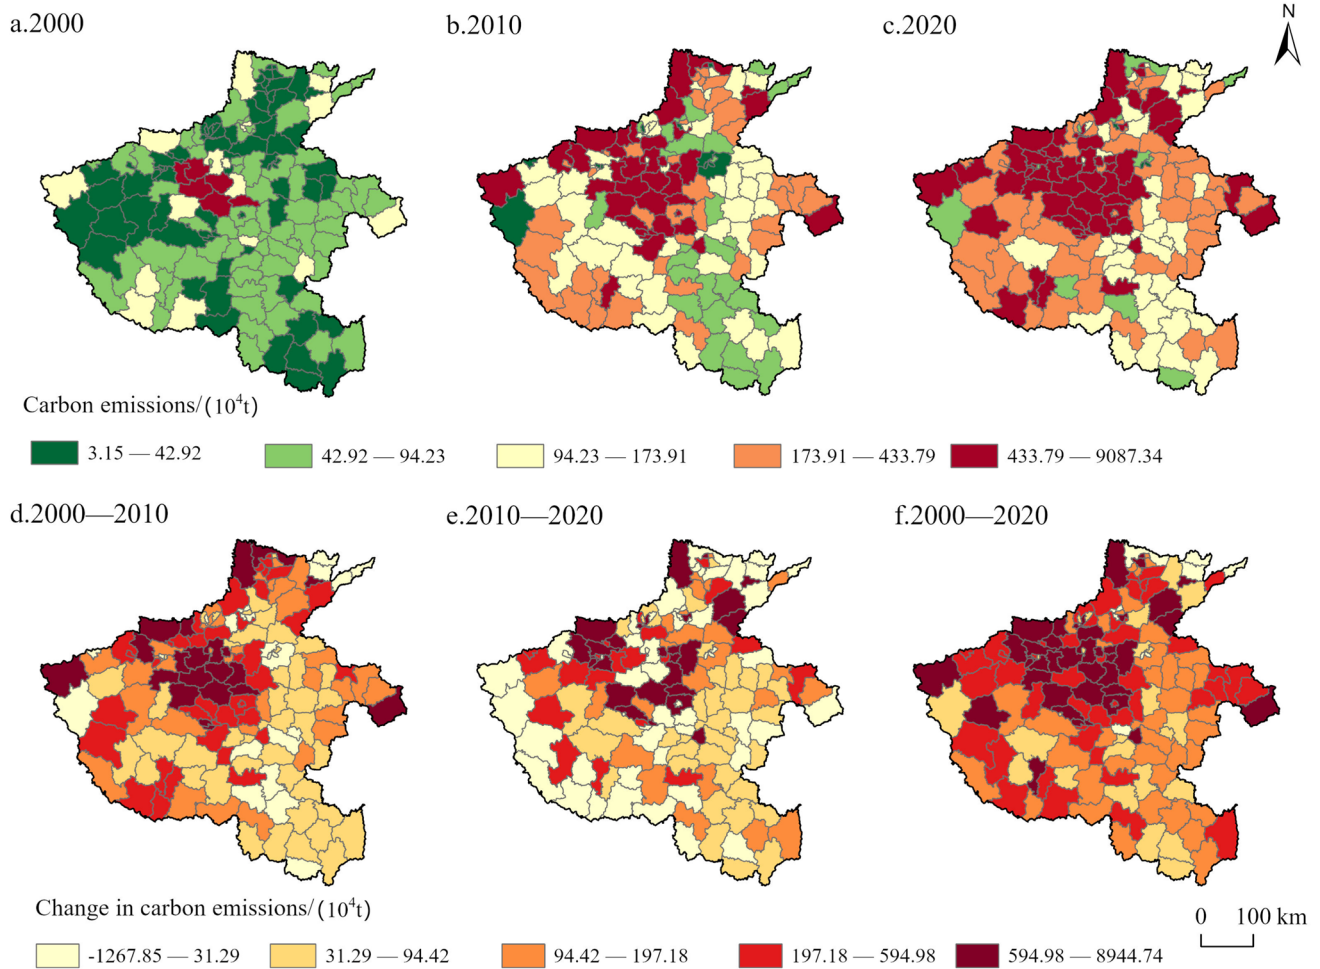 a.2000
b.2010
c.2020
N
Carbon emissions/(10⁴t)
3.15 — 42.92
42.92 — 94.23
94.23 — 173.91
173.91 — 433.79
433.79 — 9087.34
d.2000—2010
e.2010—2020
f.2000—2020
Change in carbon emissions/(10⁴t)
0 100 km
-1267.85 — 31.29
31.29 — 94.42
94.42 — 197.18
197.18 — 594.98
594.98 — 8944.74